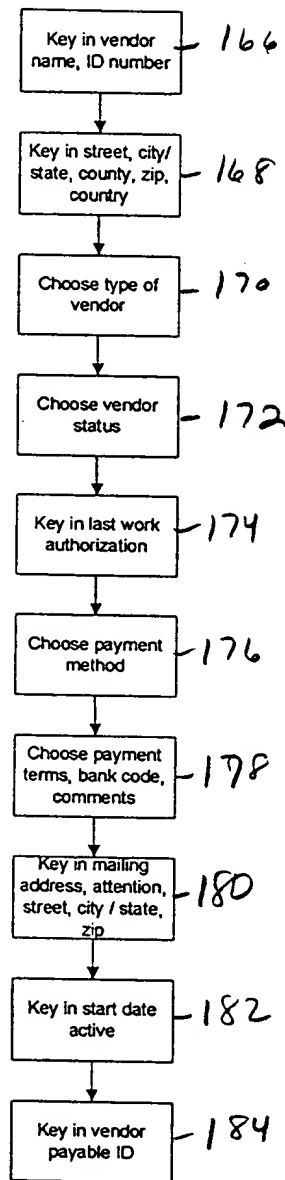 Key in vendor
name, ID number
166
Key in street, city/
state, county, zip,
country
168
Choose type of
vendor
170
Choose vendor
status
172
Key in last work
authorization
174
Choose payment
method
176
Choose payment
terms, bank code,
comments
178
Key in mailing
address, attention,
street, city / state,
zip
180
Key in start date
active
182
Key in vendor
payable ID
184